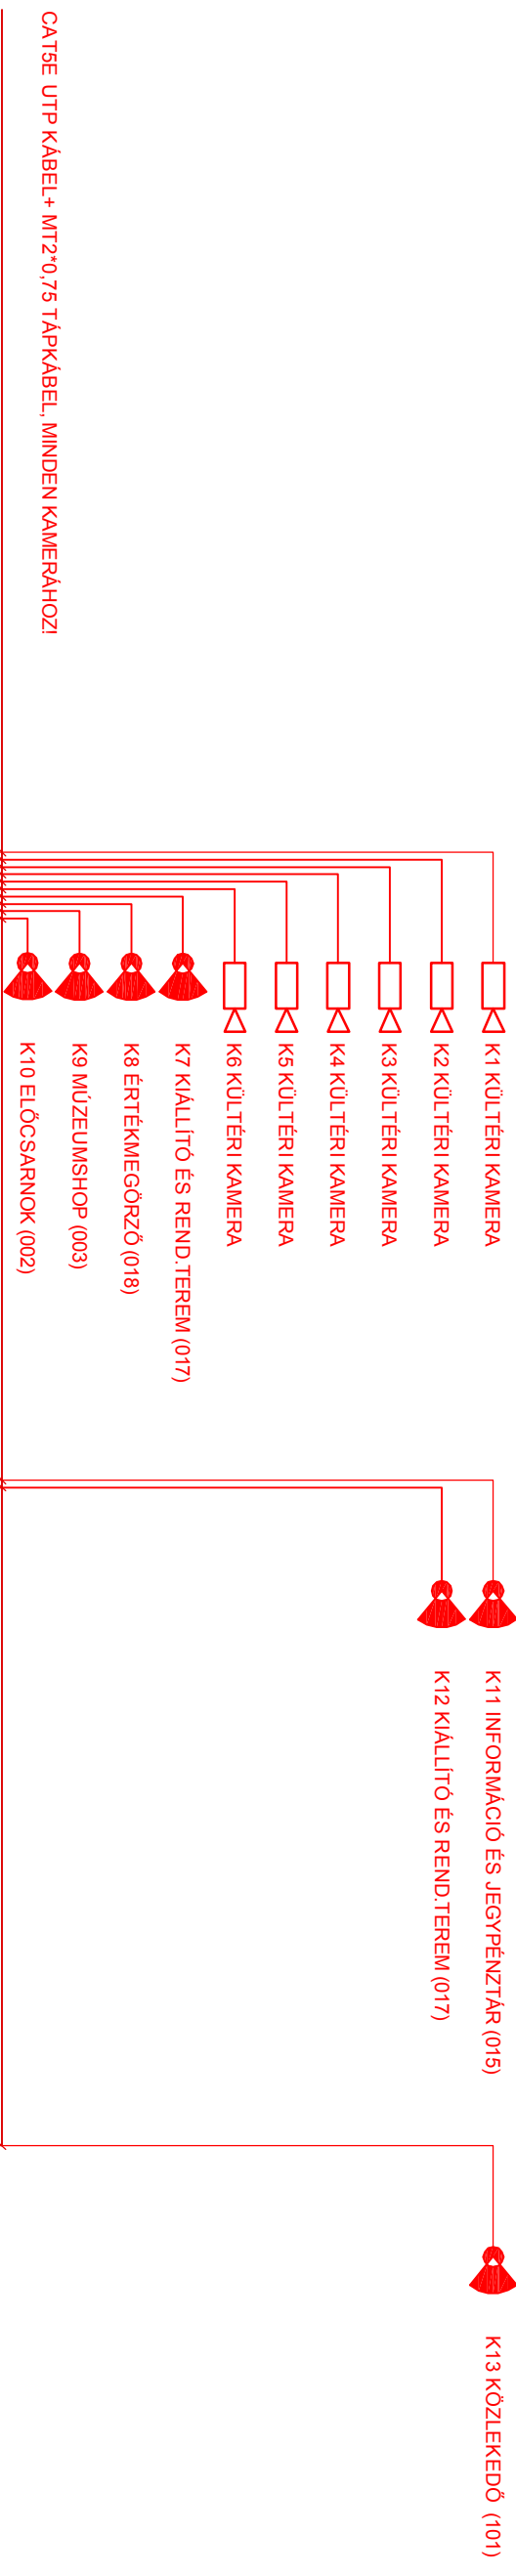 CAT5E UTP KÁBEL+ MT2*0,75 TÁPKÁBEL, MINDEN KAMERÁHOZ!
K1 KÜLTÉRI KAMERA
K2 KÜLTÉRI KAMERA
K3 KÜLTÉRI KAMERA
K4 KÜLTÉRI KAMERA
K5 KÜLTÉRI KAMERA
K6 KÜLTÉRI KAMERA
K7 KIÁLLÍTÓ ÉS REND.TEREM (017)
K8 ÉRTÉKMEGÖRZŐ (018)
K9 MÚZEUMSHOP (003)
K10 ELŐCSARNOK (002)
K11 INFORMÁCIÓ ÉS JEGYPÉNZTÁR (015)
K12 KIÁLLÍTÓ ÉS REND.TEREM (017)
K13 KÖZLEKEDŐ (101)